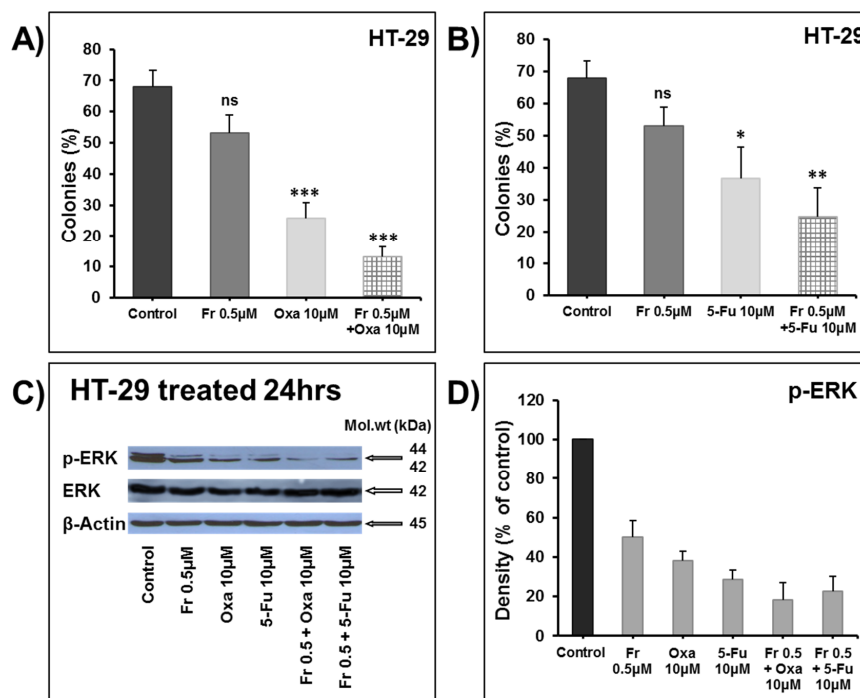 A)
HT-29
Colonies (%)
80
70
60
50
40
30
20
10
0
ns
***
***
Control
Fr 0.5µM
Oxa 10µM
Fr 0.5µM
+Oxa 10µM
B)
HT-29
Colonies (%)
80
70
60
50
40
30
20
10
0
ns
*
**
Control
Fr 0.5µM
5-Fu 10µM
Fr 0.5µM
+5-Fu 10µM
C)
HT-29 treated 24hrs
Mol.wt (kDa)
p-ERK
44
42
ERK
42
β-Actin
45
Control
Fr 0.5µM
Oxa 10µM
5-Fu 10µM
Fr 0.5 + Oxa 10µM
Fr 0.5 + 5-Fu 10µM
D)
p-ERK
Density (% of control)
120
100
80
60
40
20
0
Control
Fr
0.5µM
Oxa
10µM
5-Fu
10µM
Fr 0.5
+ Oxa
10µM
Fr 0.5
+ 5-Fu
10µM